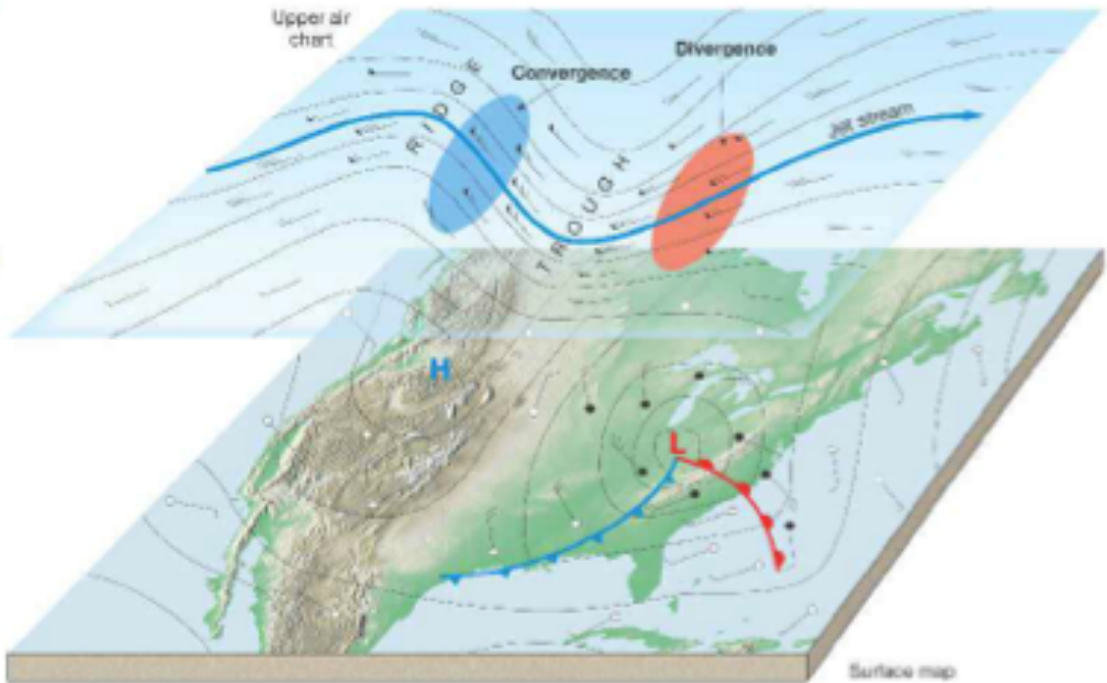 Upper air
chart
Divergence
Convergence
RIDGE
TROUGH
Jet stream
H
L
Surface map